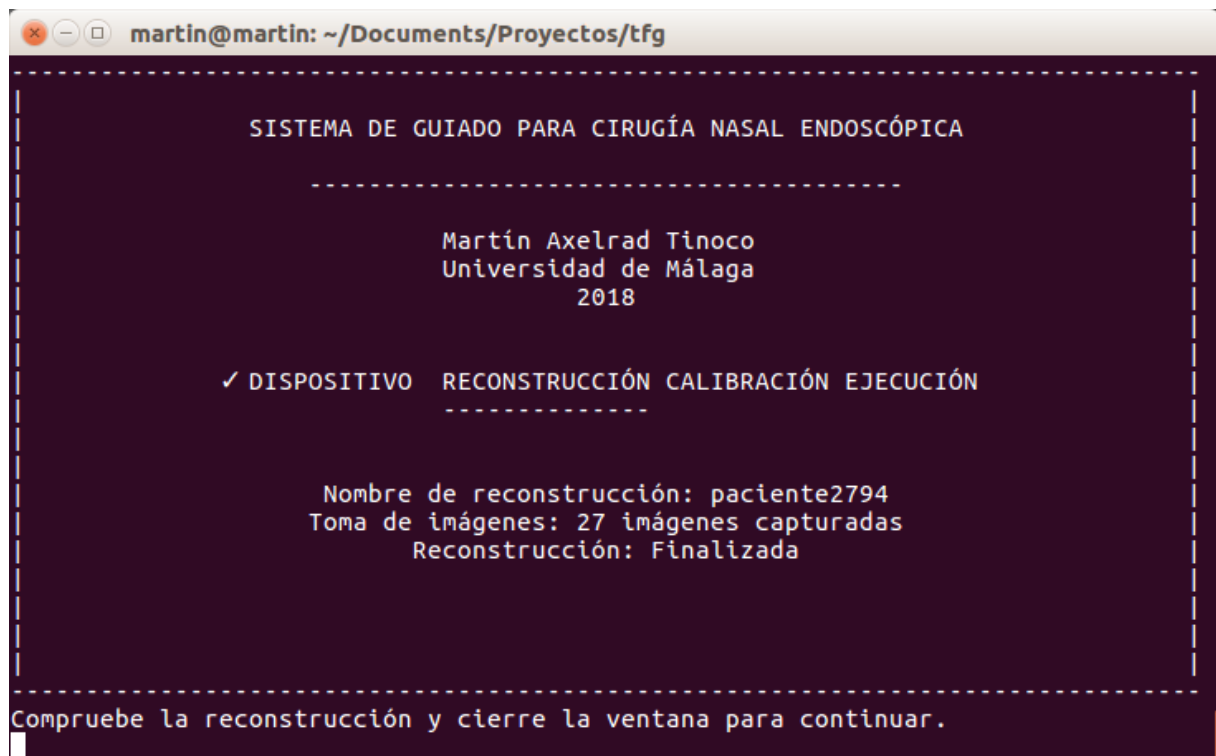 martin@martin: ~/Documents/Proyectos/tfg
SISTEMA DE GUIADO PARA CIRUGÍA NASAL ENDOSCÓPICA
Martín Axelrad Tinoco
Universidad de Málaga
2018
✓ DISPOSITIVO RECONSTRUCCIÓN CALIBRACIÓN EJECUCIÓN
Nombre de reconstrucción: paciente2794
Toma de imágenes: 27 imágenes capturadas
Reconstrucción: Finalizada
Compruebe la reconstrucción y cierre la ventana para continuar.